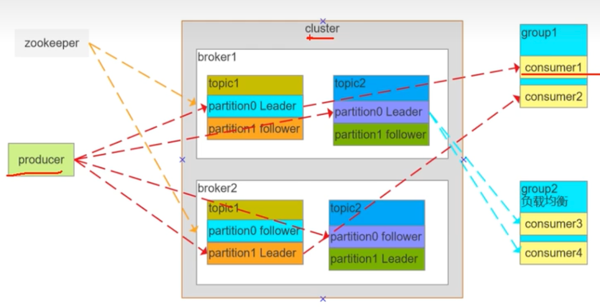 cluster
zookeeper
producer
broker1
topic1
partition0 Leader
partition1 follower
topic2
partition0 Leader
partition1 follower
broker2
topic1
partition0 follower
partition1 Leader
topic2
partition0 follower
partition1 Leader
group1
consumer1
consumer2
group2
负载均衡
consumer3
consumer4